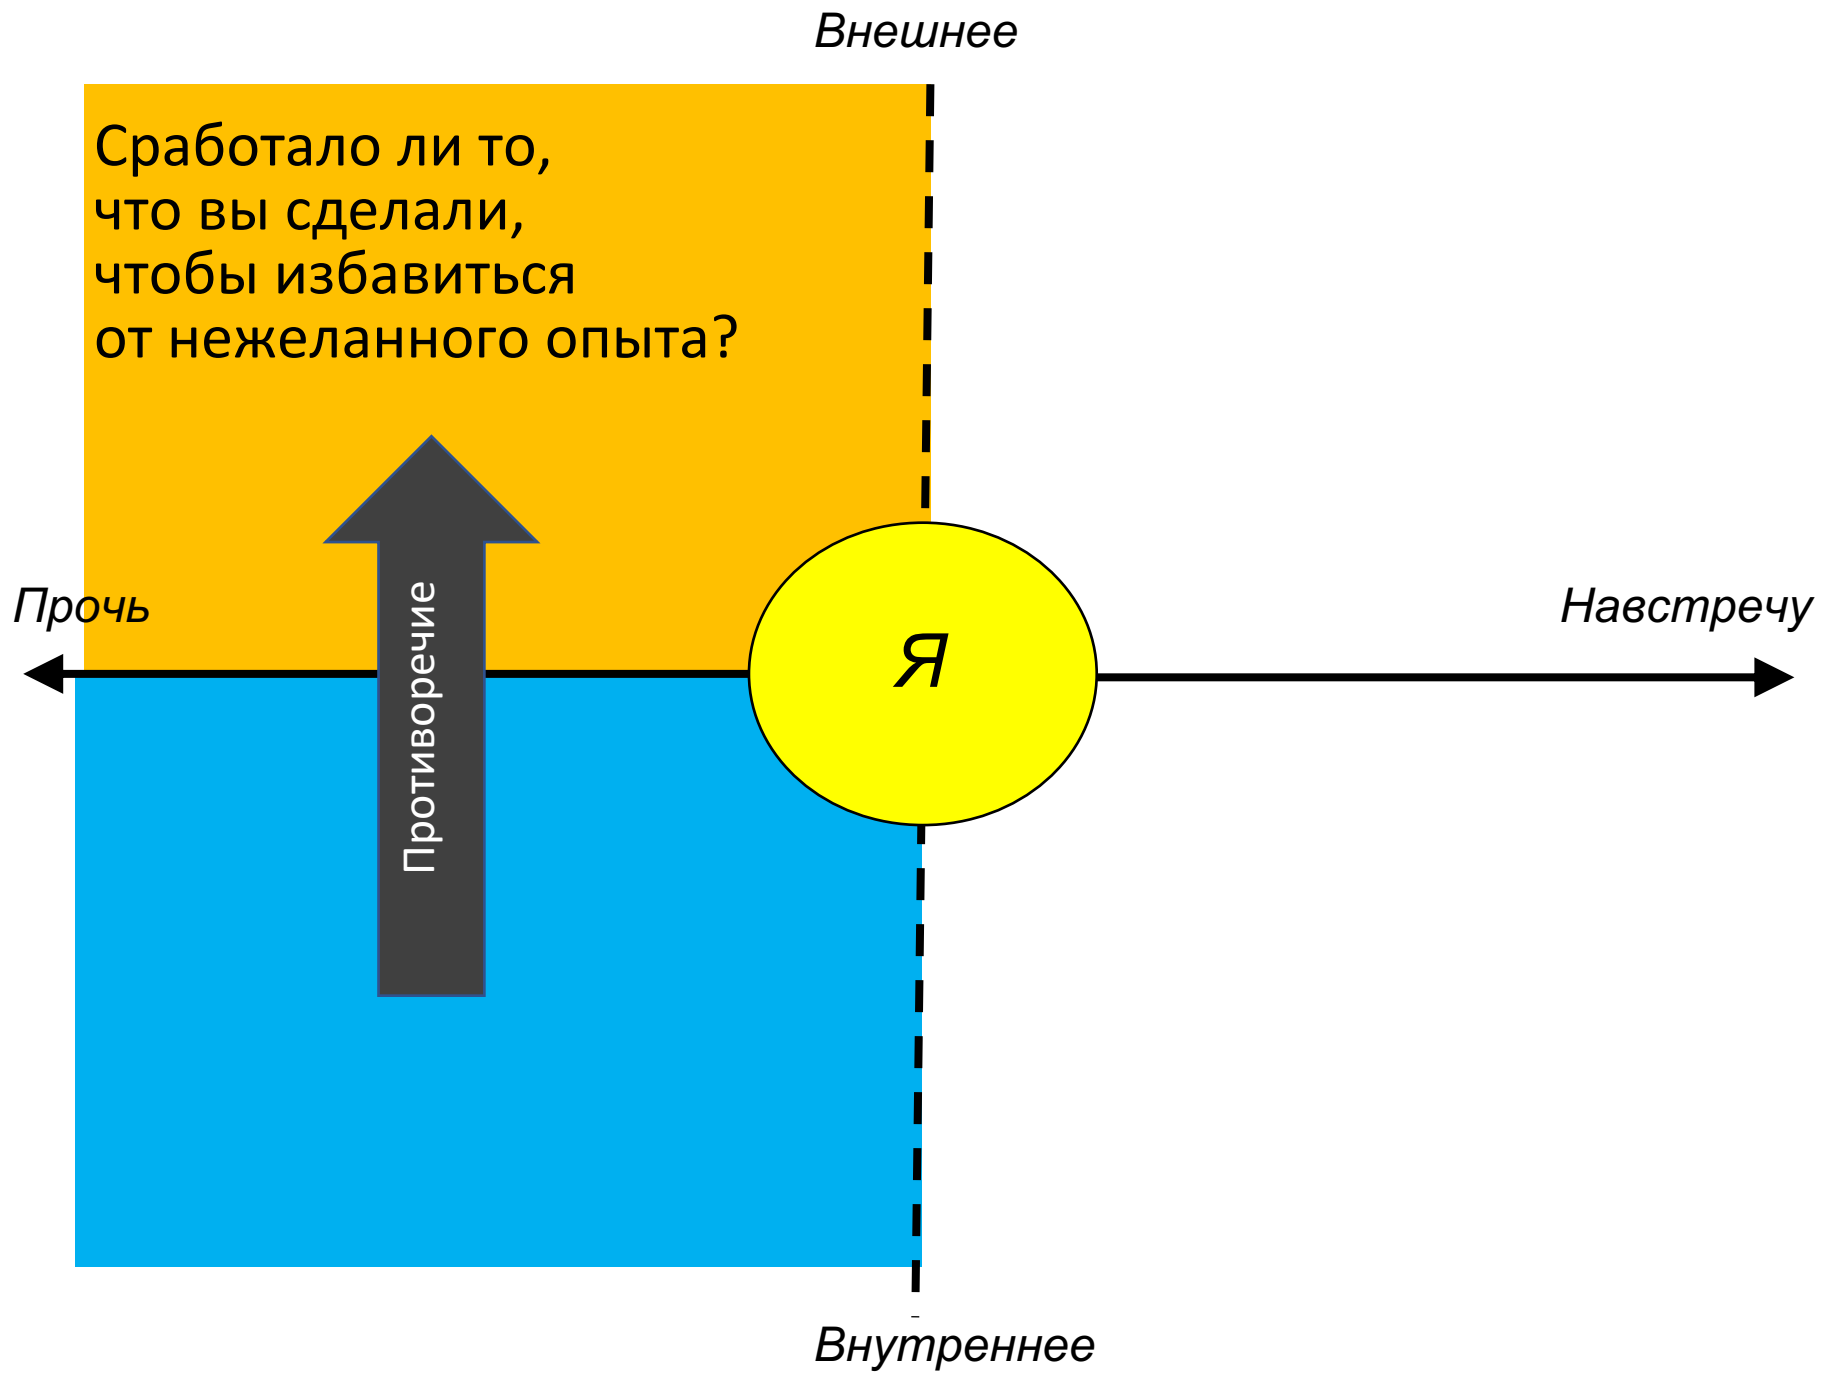 Внешнее
Сработало ли то,
что вы сделали,
чтобы избавиться
от нежеланного опыта?
Прочь
Противоречие
Я
Навстречу
Внутреннее